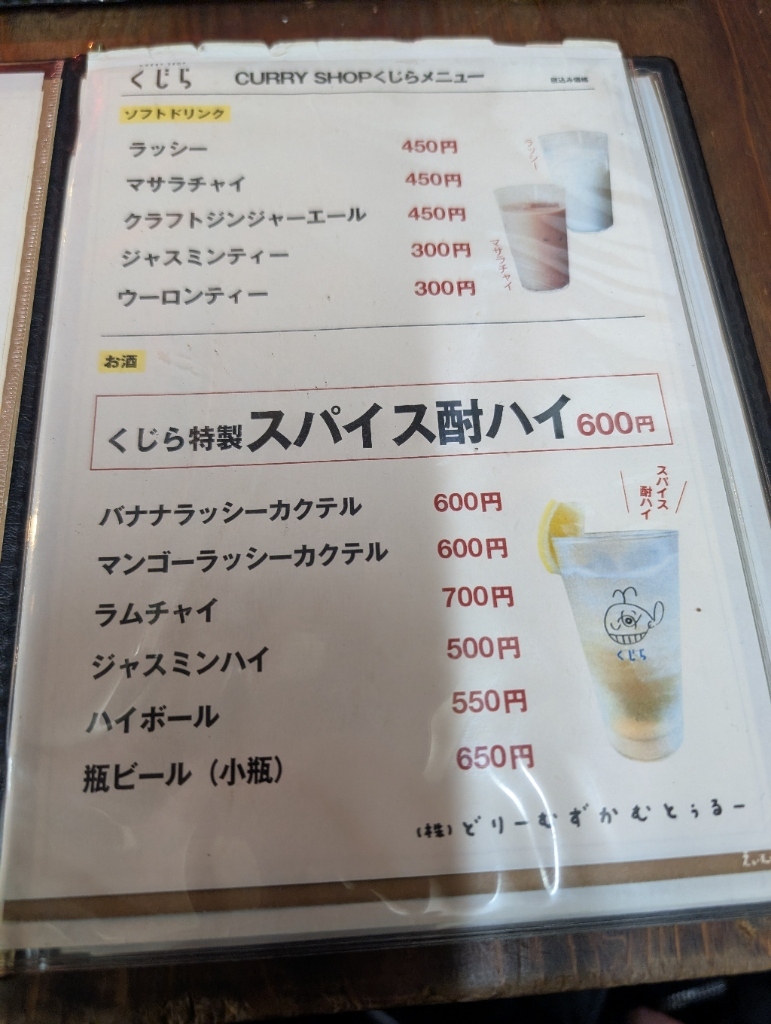 くじら CURRY SHOPくじらメニュー 税込み価格
ソフトドリンク
ラッシー 450円
マサラチャイ 450円
クラフトジンジャーエール 450円
ジャスミンティー 300円
ウーロンティー 300円
ラッシー
マサラチャイ
お酒
くじら特製スパイス酎ハイ600円
バナナラッシーカクテル 600円
マンゴーラッシーカクテル 600円
ラムチャイ 700円
ジャスミンハイ 500円
ハイボール 550円
瓶ビール（小瓶） 650円
スパイス
酎ハイ
くじら
(株)どりーむずかむとぅるー